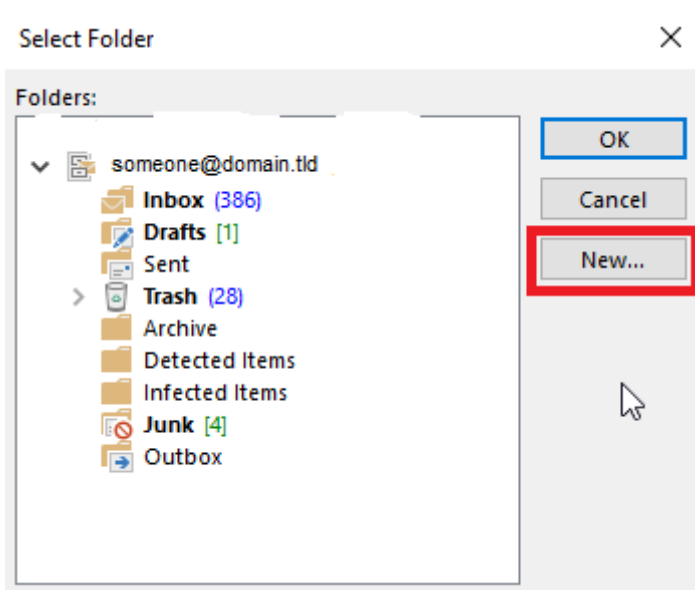 Select Folder
Folders:
OK
someone@domain.tld
Inbox (386)
Cancel
Drafts [1]
New...
Sent
Trash (28)
Archive
Detected Items
Infected Items
Junk [4]
Outbox